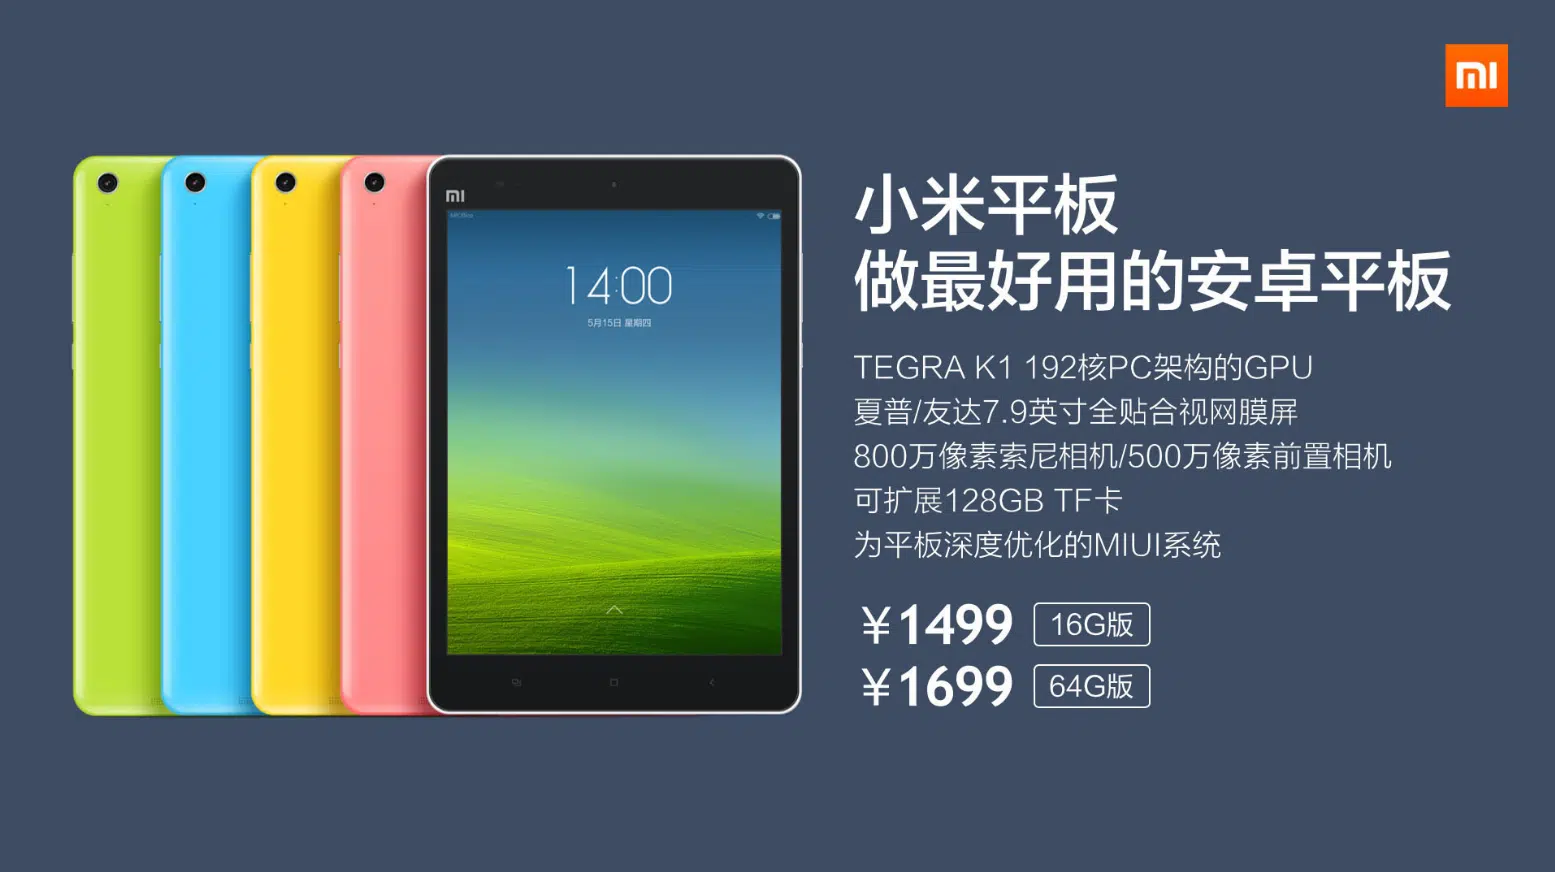 mi
mi
14:00
5月15日 星期四
小米平板
做最好用的安卓平板
TEGRA K1 192核PC架构的GPU
夏普/友达7.9英寸全贴合视网膜屏
800万像素索尼相机/500万像素前置相机
可扩展128GB TF卡
为平板深度优化的MIUI系统
¥1499 16G版
¥1699 64G版